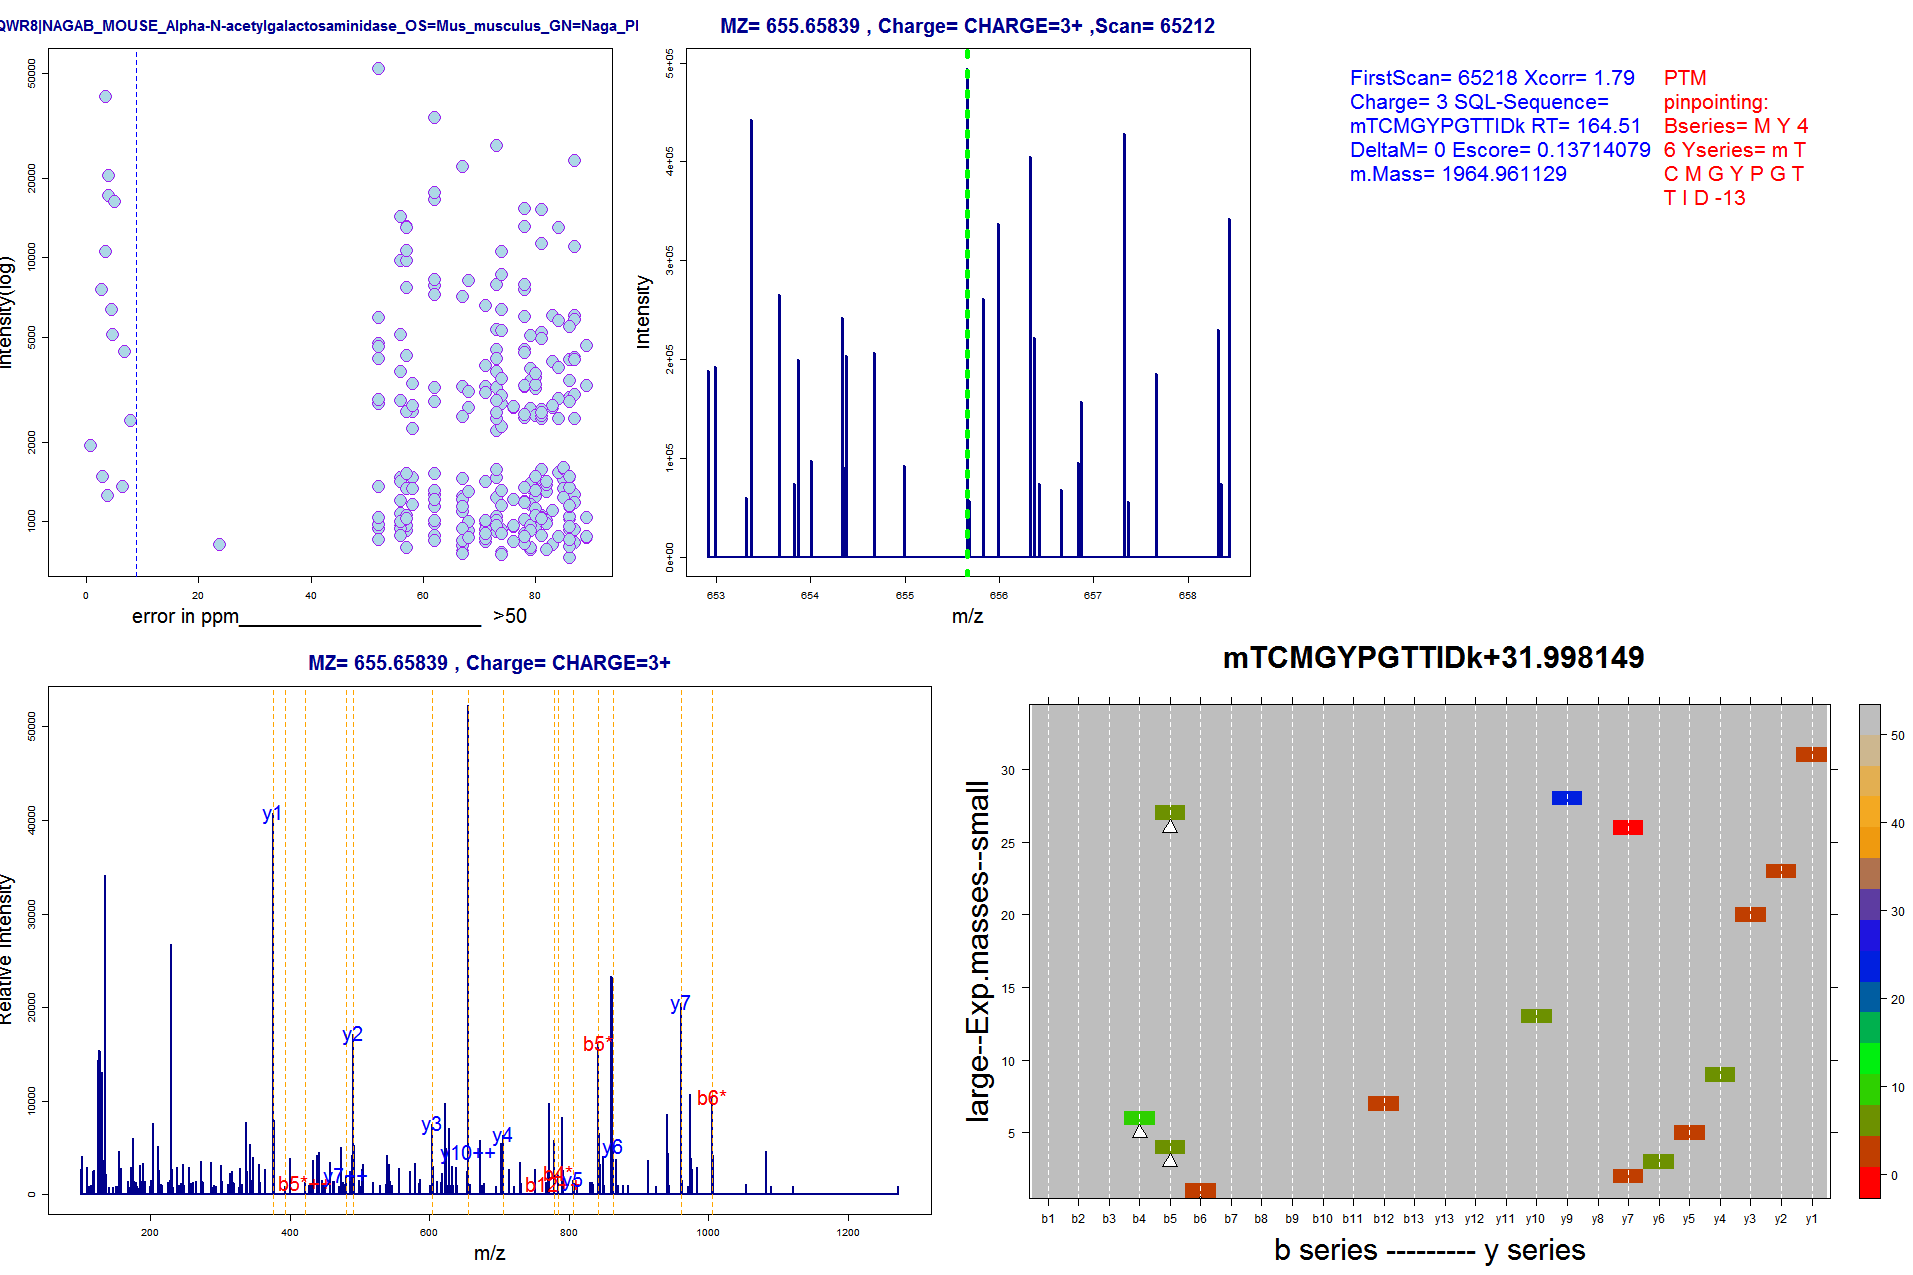 QWR8|NAGAB_MOUSE_Alpha-N-acetylgalactosaminidase_OS=Mus_musculus_GN=Naga_PI
Intensity(log)
50000
20000
10000
5000
2000
1000
0 20 40 60 80
error in ppm______________________ >50
MZ= 655.65839 , Charge= CHARGE=3+ ,Scan= 65212
Intensity
5e+05
4e+05
3e+05
2e+05
1e+05
0e+00
653 654 655 656 657 658
m/z
FirstScan= 65218 Xcorr= 1.79
Charge= 3 SQL-Sequence=
mTCMGYPGTTIDk RT= 164.51
DeltaM= 0 Escore= 0.13714079
m.Mass= 1964.961129
PTM
pinpointing:
Bseries= M Y 4
6 Yseries= m T
C M G Y P G T
T I D -13
MZ= 655.65839 , Charge= CHARGE=3+
Relative Intensity
50000
40000
30000
20000
10000
0
y1
y2
y7
b5*
b6*
y3
y4
y10++
y6
b5*++
y7++
b4*
y5
200 400 600 800 1000 1200
m/z
mTCMGYPGTTIDk+31.998149
large--Exp.masses--small
30
25
20
15
10
5
b1 b2 b3 b4 b5 b6 b7 b8 b9 b10 b11 b12 b13 y13 y12 y11 y10 y9 y8 y7 y6 y5 y4 y3 y2 y1
b series --------- y series
50
40
30
20
10
0